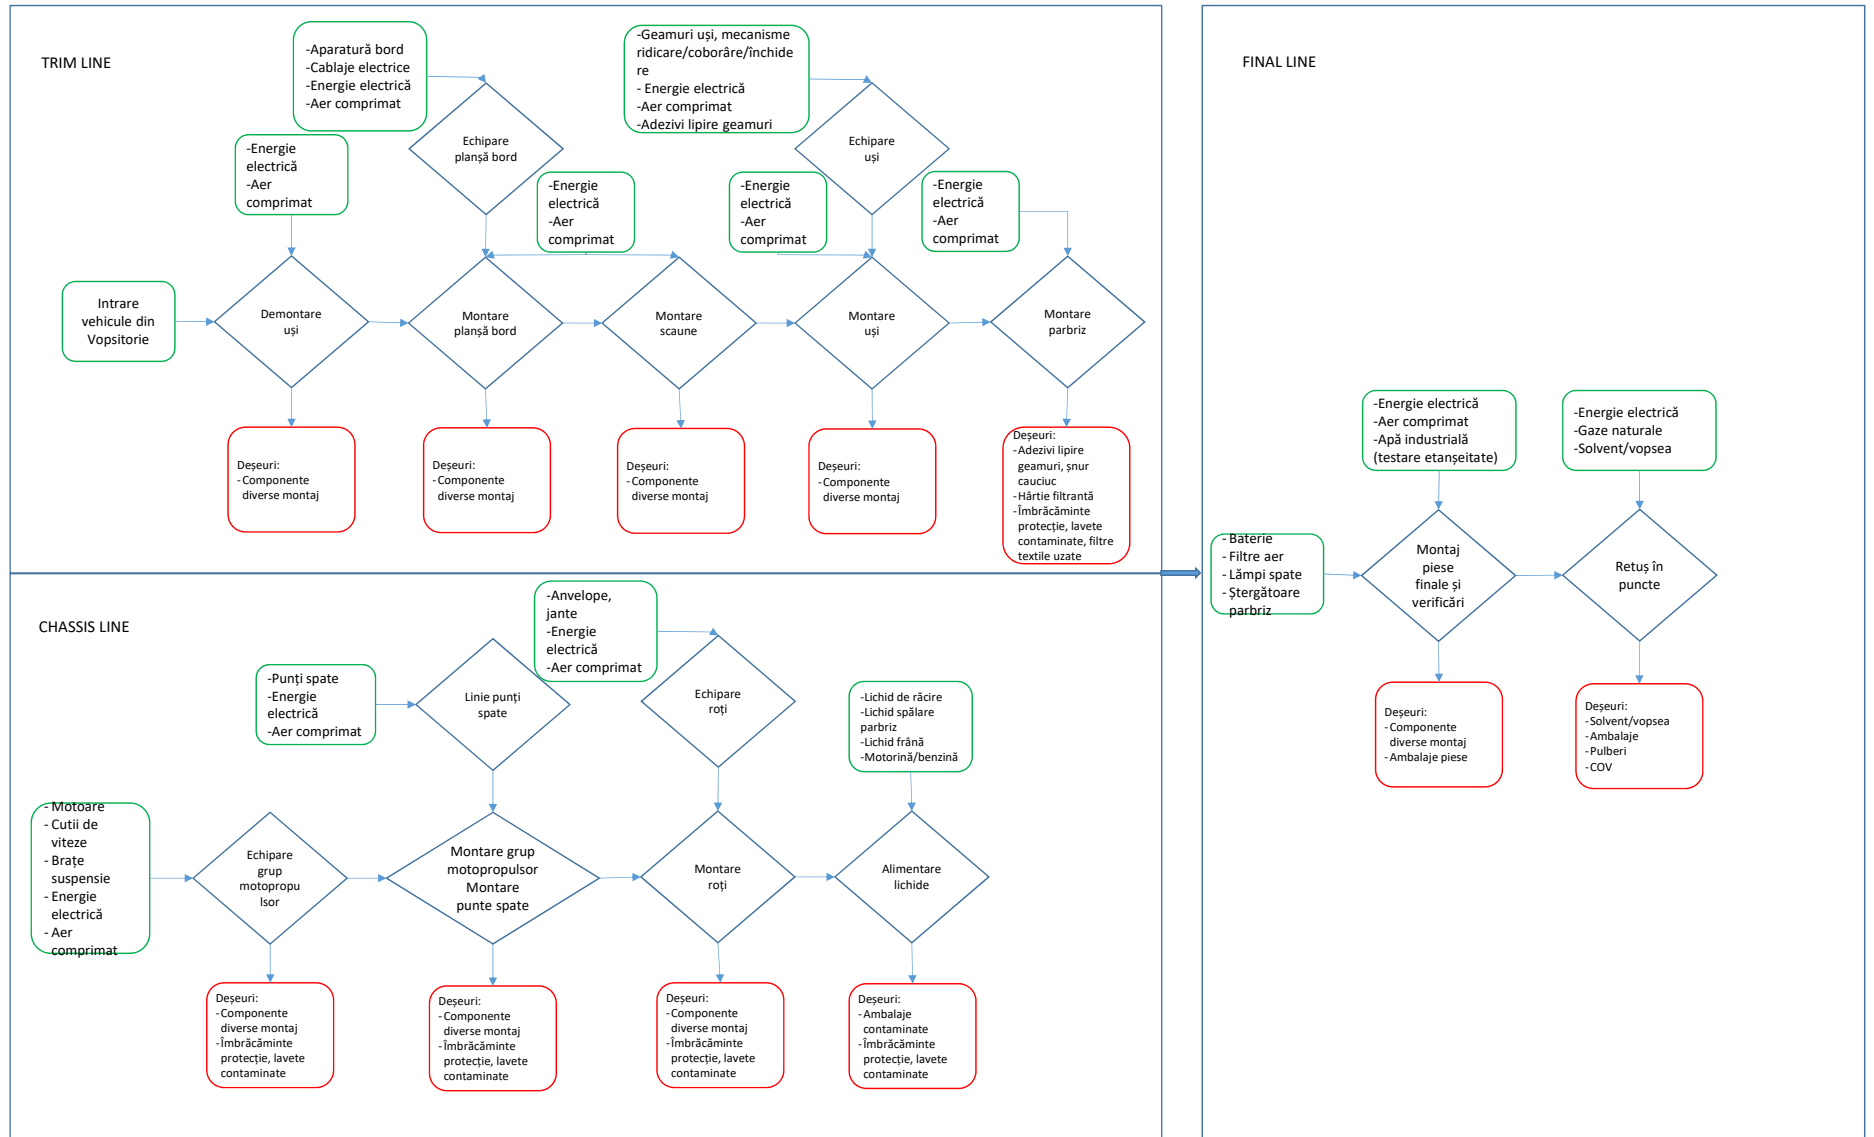 TRIM LINE
-Aparatură bord
-Cablaje electrice
-Energie electrică
-Aer comprimat
-Geamuri uși, mecanisme
ridicare/coborâre/închide
re
- Energie electrică
-Aer comprimat
-Adezivi lipire geamuri
Echipare
planșă bord
Echipare
uși
-Energie
electrică
-Aer
comprimat
-Energie
electrică
-Aer
comprimat
-Energie
electrică
-Aer
comprimat
-Energie
electrică
-Aer
comprimat
Intrare
vehicule din
Vopsitorie
Demontare
uși
Montare
planșă bord
Montare
scaune
Montare
uși
Montare
parbriz
Deșeuri:
-Componente
diverse montaj
Deșeuri:
-Componente
diverse montaj
Deșeuri:
-Componente
diverse montaj
Deșeuri:
-Componente
diverse montaj
Deșeuri:
-Adezivi lipire
geamuri, șnur
cauciuc
-Hârtie filtrantă
-Îmbrăcăminte
protecție, lavete
contaminate, filtre
textile uzate
CHASSIS LINE
-Anvelope,
jante
-Energie
electrică
-Aer comprimat
-Punți spate
-Energie
electrică
-Aer comprimat
Linie punți
spate
Echipare
roți
-Lichid de răcire
-Lichid spălare
parbriz
-Lichid frână
-Motorină/benzină
- Motoare
- Cutii de
viteze
- Brațe
suspensie
- Energie
electrică
- Aer
comprimat
Echipare
grup
motopropu
lsor
Montare grup
motopropulsor
Montare
punte spate
Montare
roți
Alimentare
lichide
Deșeuri:
-Componente
diverse montaj
-Îmbrăcăminte
protecție, lavete
contaminate
Deșeuri:
-Componente
diverse montaj
-Îmbrăcăminte
protecție, lavete
contaminate
Deșeuri:
-Componente
diverse montaj
-Îmbrăcăminte
protecție, lavete
contaminate
Deșeuri:
-Ambalaje
contaminate
-Îmbrăcăminte
protecție, lavete
contaminate
FINAL LINE
-Energie electrică
-Aer comprimat
-Apă industrială
(testare etanșeitate)
-Energie electrică
-Gaze naturale
-Solvent/vopsea
- Baterie
- Filtre aer
- Lămpi spate
- Ștergătoare
parbriz
Montaj
piese
finale și
verificări
Retuș în
puncte
Deșeuri:
-Componente
diverse montaj
-Ambalaje piese
Deșeuri:
-Solvent/vopsea
-Ambalaje
-Pulberi
-COV